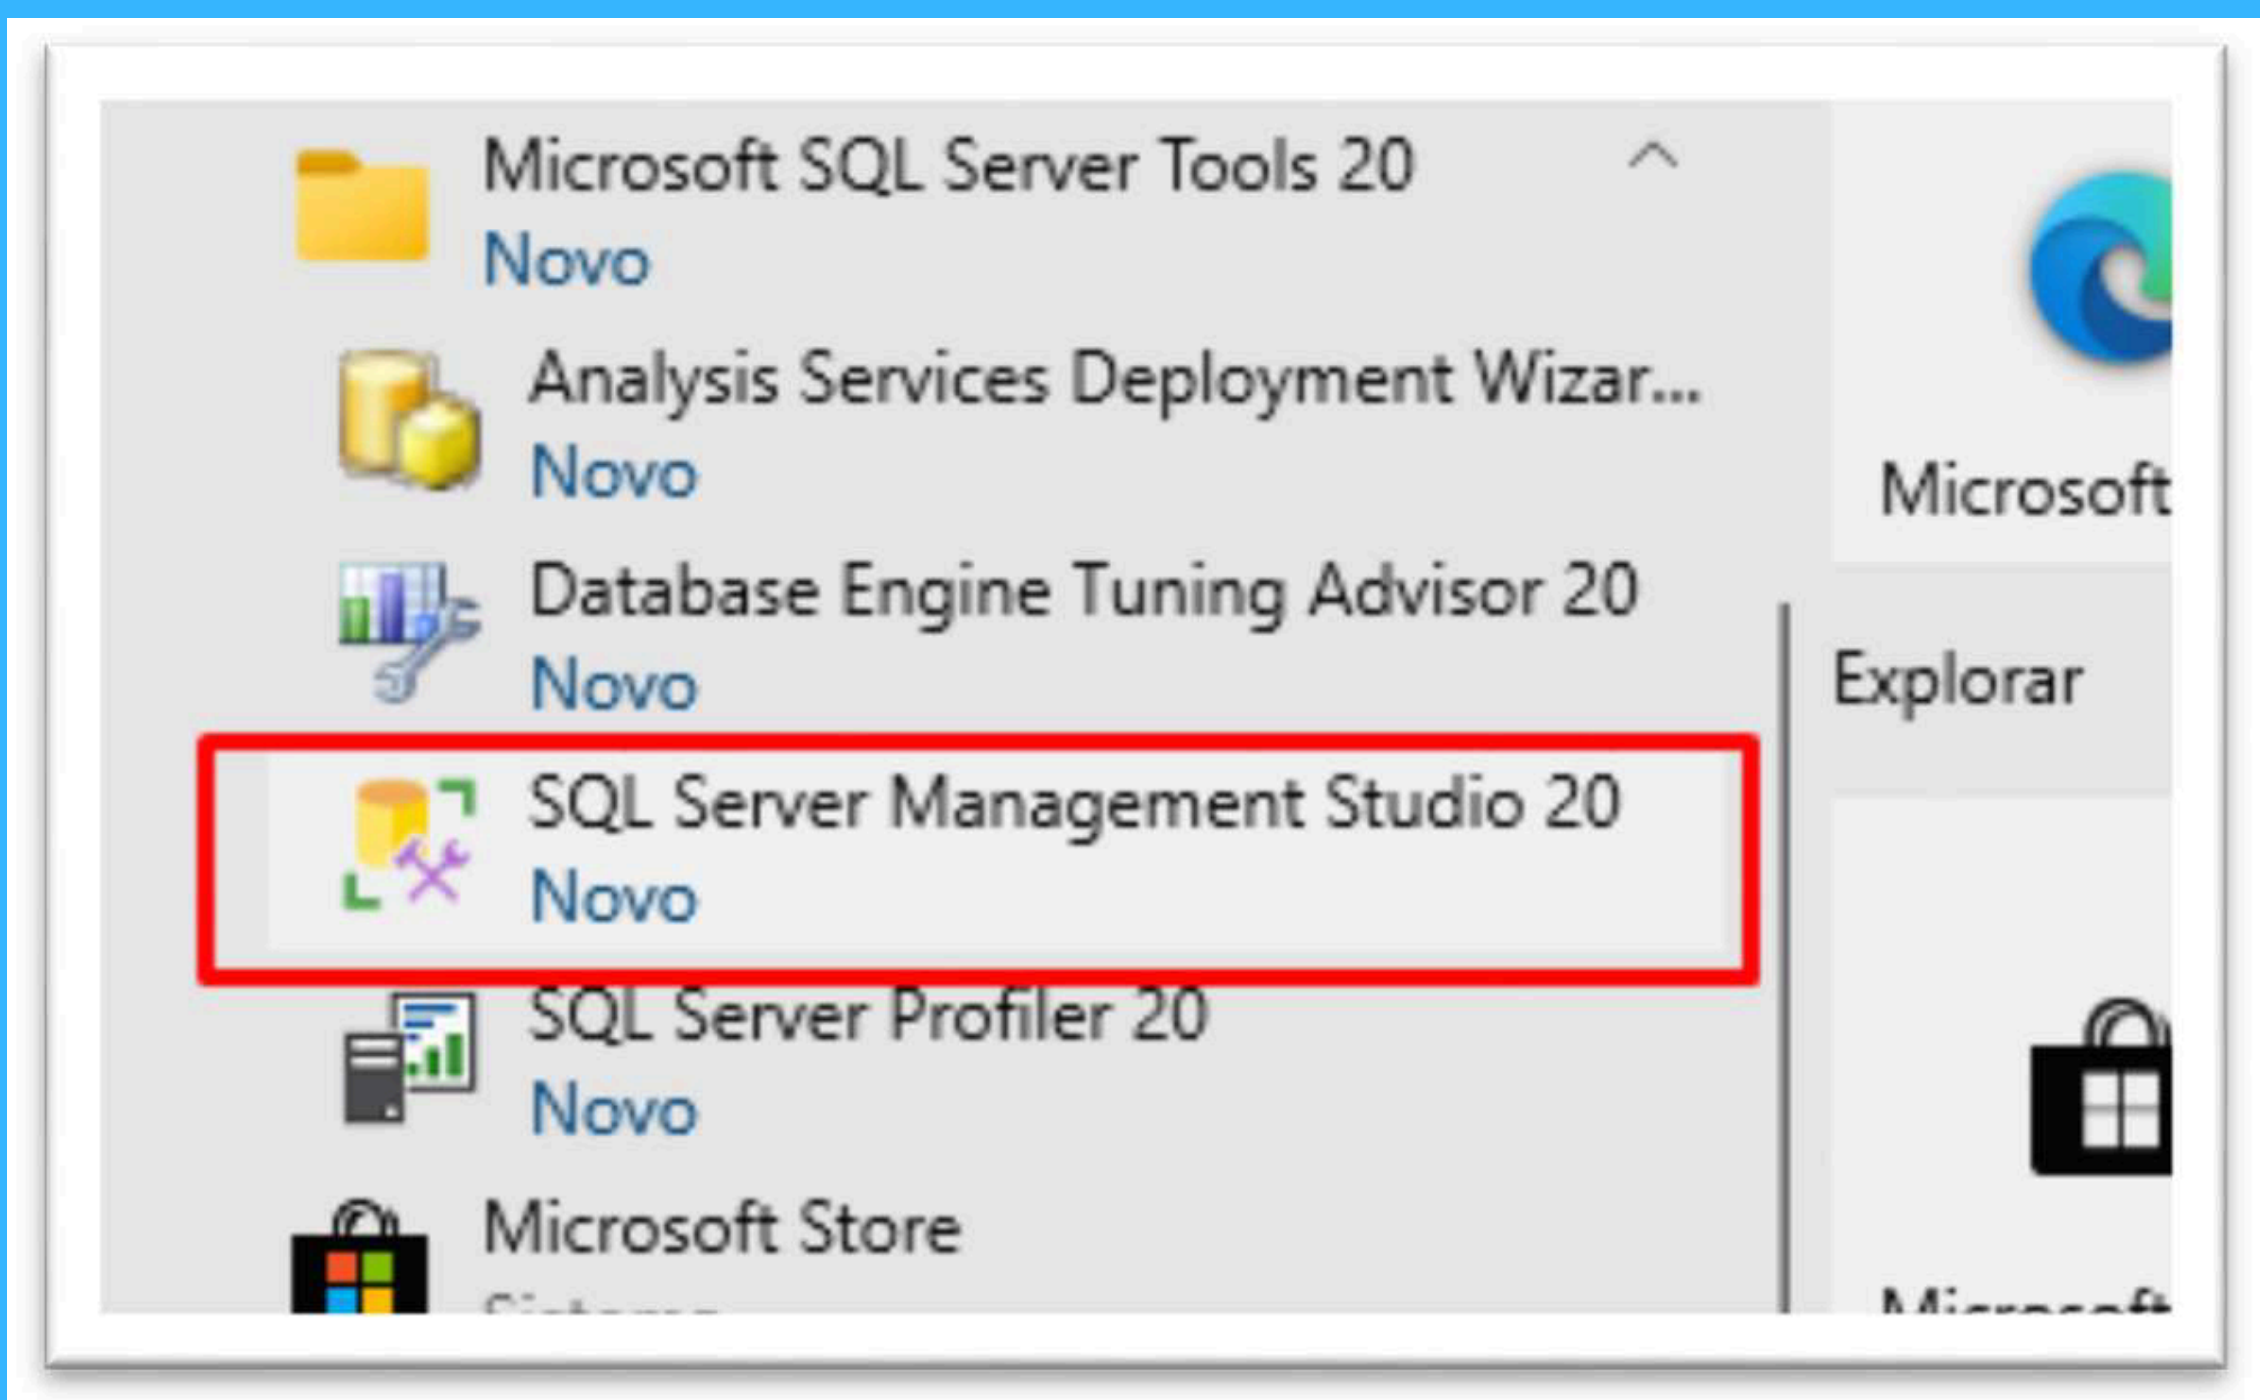 Microsoft SQL Server Tools 20
Novo
Analysis Services Deployment Wizar...
Novo
Database Engine Tuning Advisor 20
Novo
SQL Server Management Studio 20
Novo
SQL Server Profiler 20
Novo
Microsoft Store
Microsoft
Explorar
Microsoft